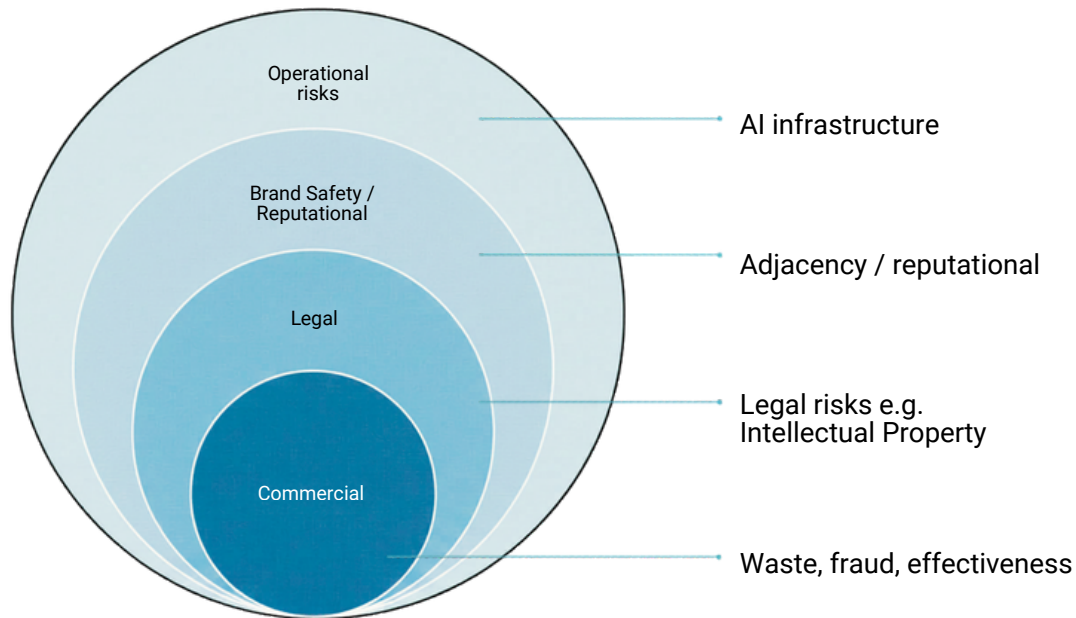 Operational
risks
AI infrastructure
Brand Safety /
Reputational
Adjacency / reputational
Legal
Legal risks e.g.
Intellectual Property
Commercial
Waste, fraud, effectiveness